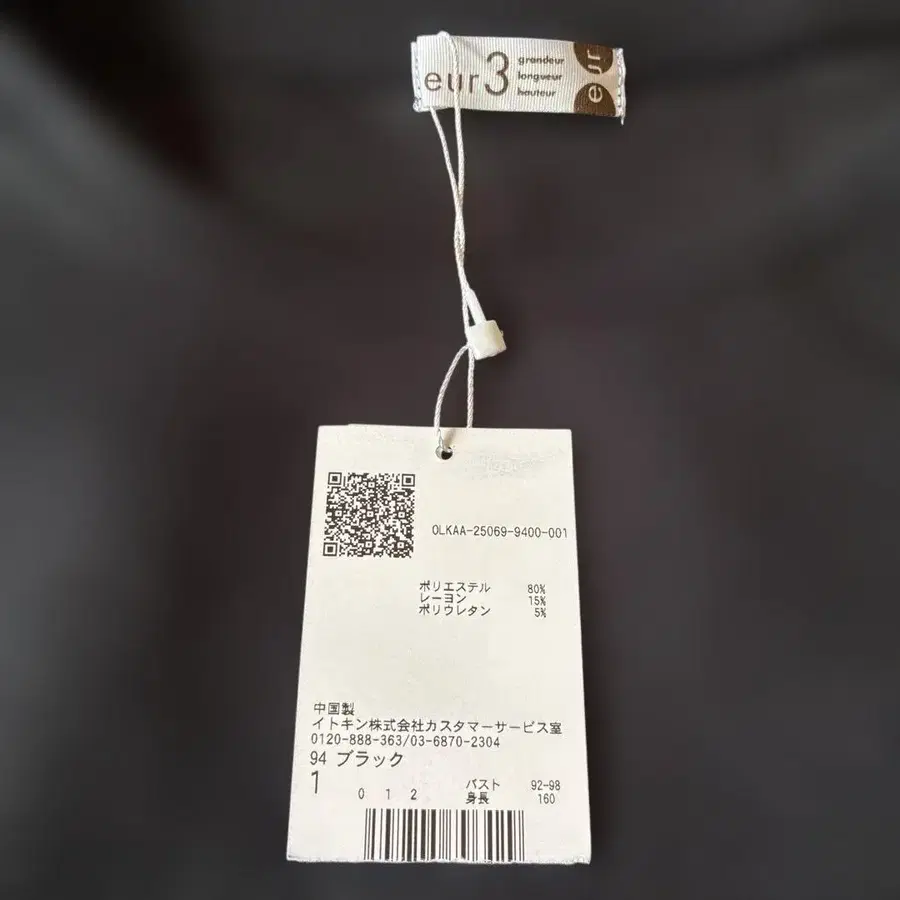 eur3 grandeur
longueur
hauteur
eur
OLKAA-25069-9400-001
ポリエステル 80%
レーヨン 15%
ポリウレタン 5%
中国製
イトキン株式会社カスタマーサービス室
0120-888-363/03-6870-2304
94 ブラック
1 0 1 2 バスト 92-98
身長 160